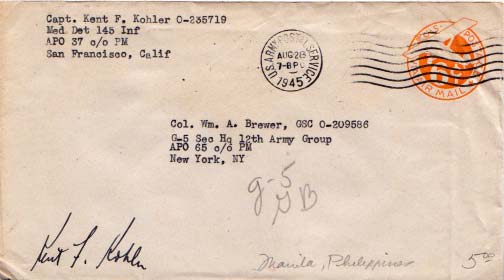 Capt. Kent F. Kohler O-235719
Med Det 145 Inf
APO 37 c/o PM
San Francisco, Calif
U.S. ARMY POSTAL SERVICE
AUG 28
1945
AIR MAIL
Col. Wm. A. Brewer, GSC O-209586
G-5 Sec Hq 12th Army Group
APO 65 c/o PM
New York, NY
g-5
Kent F. Kohler
Manila, Philippines
5.00